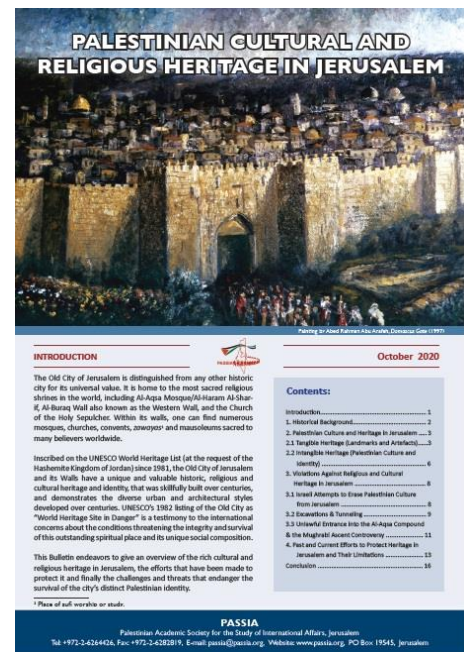 PALESTINIAN CULTURAL AND
RELIGIOUS HERITAGE IN JERUSALEM
Painting by Abed Rahman Abu Arafeh, Damascus Gate (1997)
INTRODUCTION
PASSIA
October 2020
The Old City of Jerusalem is distinguished from any other historic
city for its universal value. It is home to the most sacred religious
shrines in the world, including Al-Aqa Mosque/Al-Haram Al-Shar-
if, Al-Buraq Wall also known as the Western Wall, and the Church
of the Holy Sepulcher. Within its walls, one can find numerous
mosques, churches, convents, zawayas¹ and mausoleums sacred to
many believers worldwide.
Inscribed on the UNESCO World Heritage List (at the request of the
Hashemite Kingdom of Jordan) since 1981, the Old City of Jerusalem
and its Walls have a unique and valuable historic, religious and
cultural heritage and identity, that was skillfully built over centuries,
and demonstrates the diverse urban and architectural styles
developed over centuries. UNESCO's 1982 listing of the Old City as
"World Heritage Site in Danger" is a testimony to the international
concerns about the conditions threatening the integrity and survival
of this outstanding spiritual place and its unique social composition.
This Bulletin endeavors to give an overview of the rich cultural and
religious heritage in Jerusalem, the efforts that have been made to
protect it and finally the challenges and threats that endanger the
survival of the city's distinct Palestinian identity.
¹ Place of sufi worship or study.
Contents:
Introduction.................................... 1
1. Historical Background ........................ 2
2. Palestinian Culture and Heritage in Jerusalem .... 3
2.1 Tangible Heritage (Landmarks and Artefacts).....3
2.2 Intangible Heritage (Palestinian Culture and
Identity) .................................... 6
3. Violations Against Religious and Cultural
Heritage in Jerusalem .......................... 8
3.1 Israeli Attempts to Erase Palestinian Culture
from Jerusalem ................................ 8
3.2 Excavations & Tunneling ...................... 9
3.3 Unlawful Entrance into the Al-Aqsa Compound
& the Mughrabi Ascent Controversy ............. 11
4. Past and Current Efforts to Protect Heritage in
Jerusalem and Their Limitations ............... 13
Conclusion .................................... 16
PASSIA
Palestinian Academic Society for the Study of International Affairs, Jerusalem
Tel: +972-2-6264426, Fax: +972-2-6282819, E-mail: passia@passia.org, Website: www.passia.org, PO Box 19545, Jerusalem